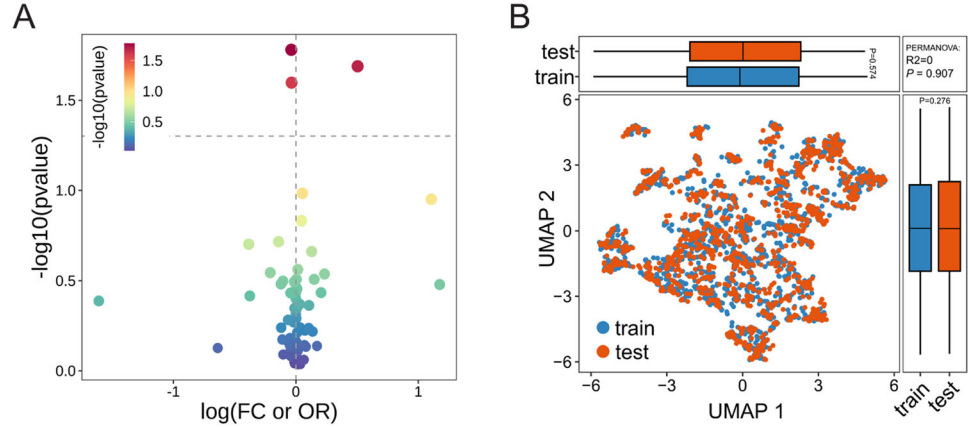 A
-log10(pvalue)
1.5
1.0
0.5
-log10(pvalue)
1.5
1.0
0.5
0.0
-1
0
1
log(FC or OR)
B
test
train
P=0.574
PERMANOVA:
R2=0
P = 0.907
P=0.276
UMAP 2
6
3
0
−3
−6
train
test
−6
−3
0
3
6
UMAP 1
train
test